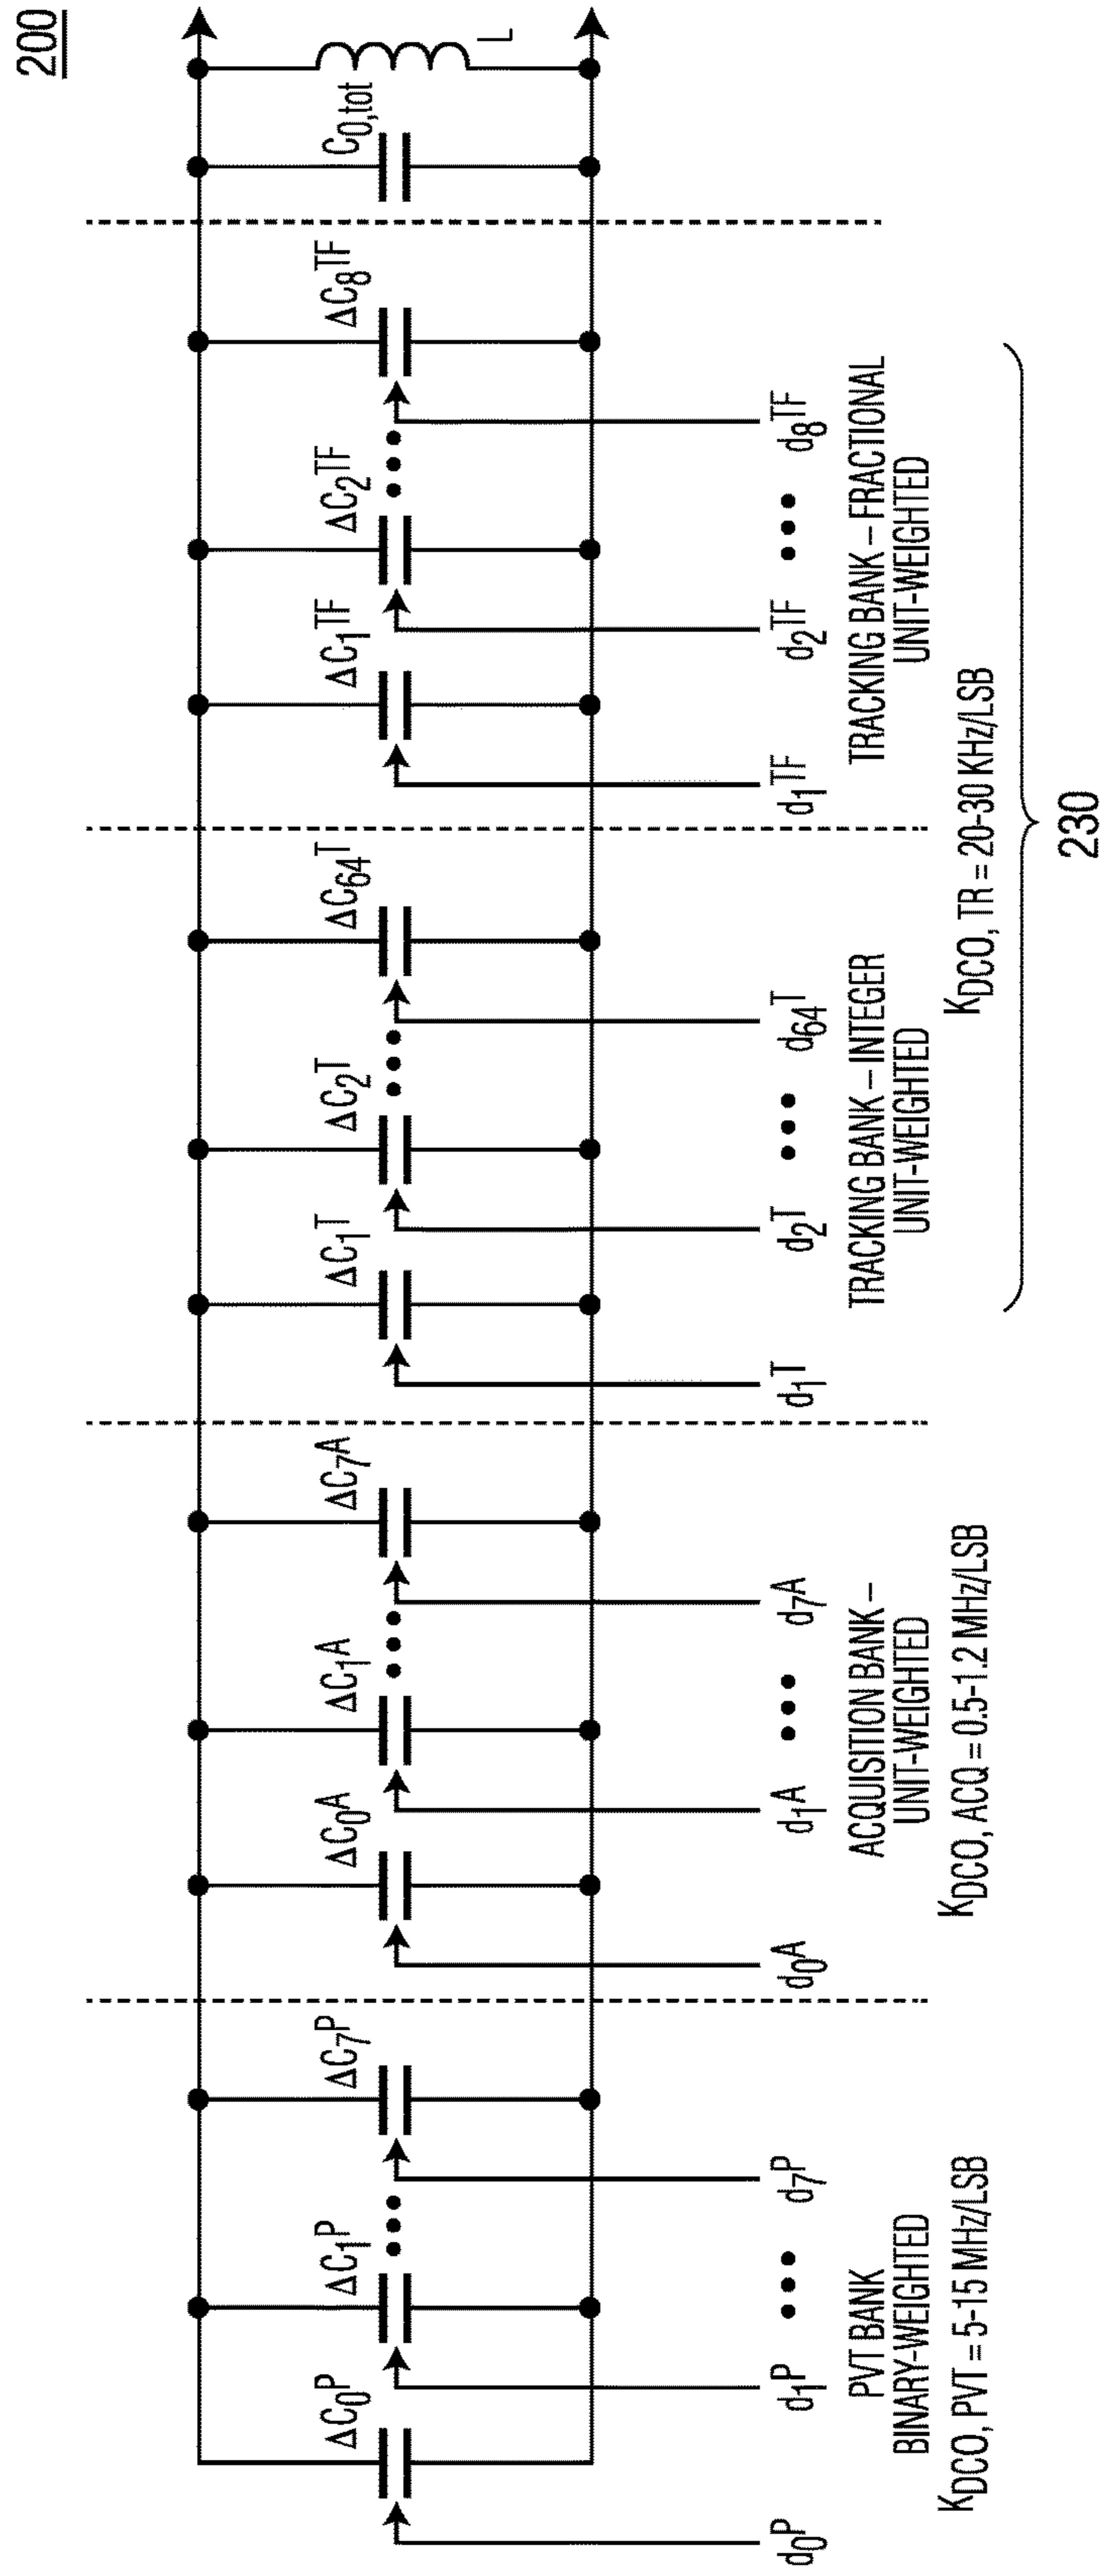 200
ΔC₀ᴾ ΔC₁ᴾ ΔC₇ᴾ ΔC₀ᴬ ΔC₁ᴬ ΔC₇ᴬ ΔC₁ᵀ ΔC₂ᵀ ΔC₆₄ᵀ ΔC₁ᵀᶠ ΔC₂ᵀᶠ ΔC₈ᵀᶠ C₀,tot L
d₀ᴾ d₁ᴾ ••• d₇ᴾ d₀ᴬ d₁ᴬ ••• d₇ᴬ d₁ᵀ d₂ᵀ ••• d₆₄ᵀ d₁ᵀᶠ d₂ᵀᶠ ••• d₈ᵀᶠ
PVT BANK
BINARY-WEIGHTED
KDCO, PVT = 5-15 MHz/LSB
ACQUISITION BANK –
UNIT-WEIGHTED
KDCO, ACQ = 0.5-1.2 MHz/LSB
TRACKING BANK – INTEGER
UNIT-WEIGHTED
TRACKING BANK – FRACTIONAL
UNIT-WEIGHTED
KDCO, TR = 20-30 KHz/LSB
230